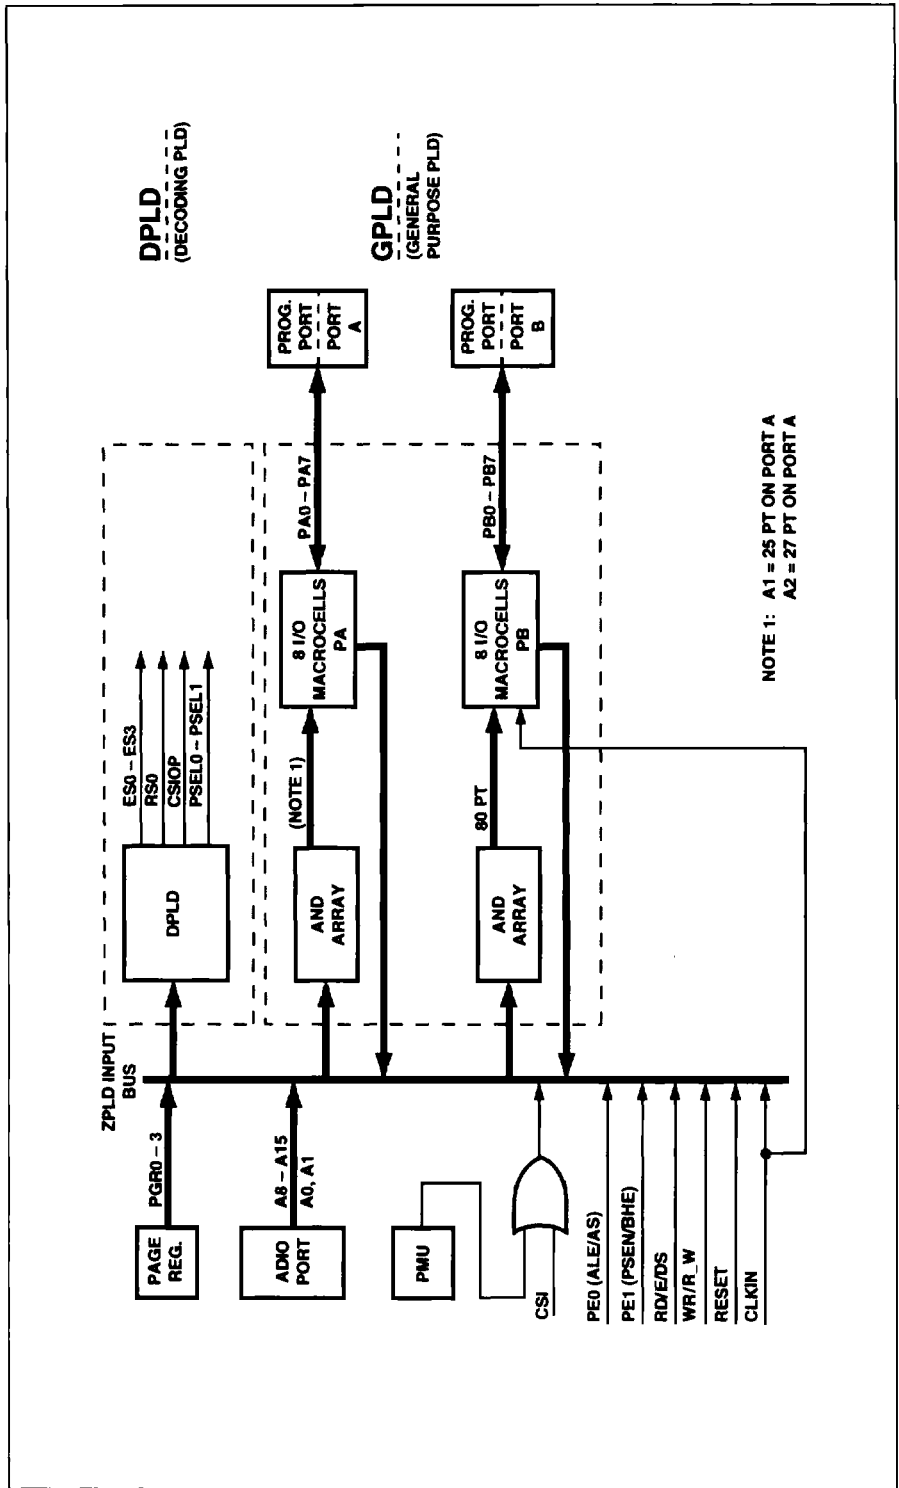 DPLD
(DECODING PLD)
GPLD
(GENERAL
PURPOSE PLD)
ZPLD INPUT
BUS
PAGE
REG.
PGR0 – 3
DPLD
ES0 – ES3
RS0
CSIOP
PSEL0 – PSEL1
ADIO
PORT
A8 – A15
A0, A1
AND
ARRAY
(NOTE 1)
8 I/O
MACROCELLS
PA
PA0 – PA7
PROG.
PORT
PORT
A
PMU
CSI
AND
ARRAY
80 PT
8 I/O
MACROCELLS
PB
PB0 – PB7
PROG.
PORT
PORT
B
PE0 (ALE/AS)
PE1 (PSEN/BHE)
RD/E/DS
WR/R_W
RESET
CLKIN
NOTE 1: A1 = 25 PT ON PORT A
A2 = 27 PT ON PORT A